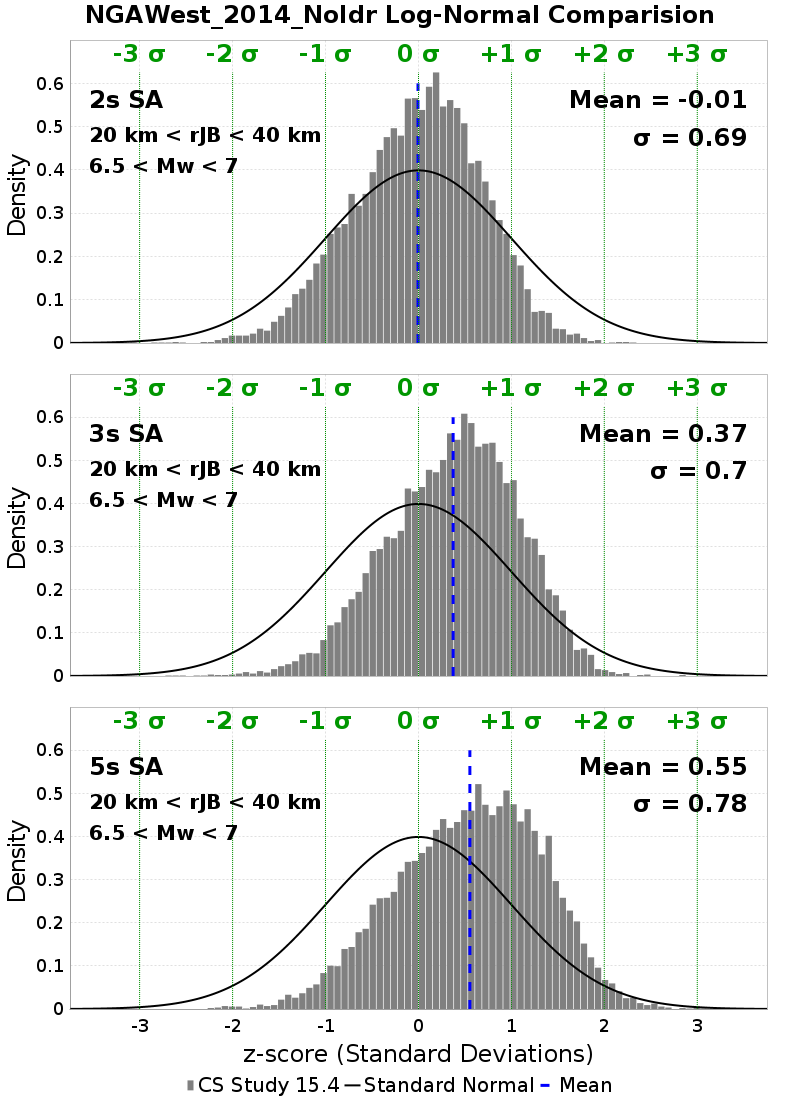 NGAWest_2014_NoIdr Log-Normal Comparision
-3 σ -2 σ -1 σ 0 σ +1 σ +2 σ +3 σ
2s SA
20 km < rJB < 40 km
6.5 < Mw < 7
Mean = -0.01
σ = 0.69
0.6
0.5
0.4
0.3
0.2
0.1
0
Density
-3 σ -2 σ -1 σ 0 σ +1 σ +2 σ +3 σ
3s SA
20 km < rJB < 40 km
6.5 < Mw < 7
Mean = 0.37
σ = 0.7
0.6
0.5
0.4
0.3
0.2
0.1
0
Density
-3 σ -2 σ -1 σ 0 σ +1 σ +2 σ +3 σ
5s SA
20 km < rJB < 40 km
6.5 < Mw < 7
Mean = 0.55
σ = 0.78
0.6
0.5
0.4
0.3
0.2
0.1
0
Density
-3 -2 -1 0 1 2 3
z-score (Standard Deviations)
CS Study 15.4 Standard Normal Mean